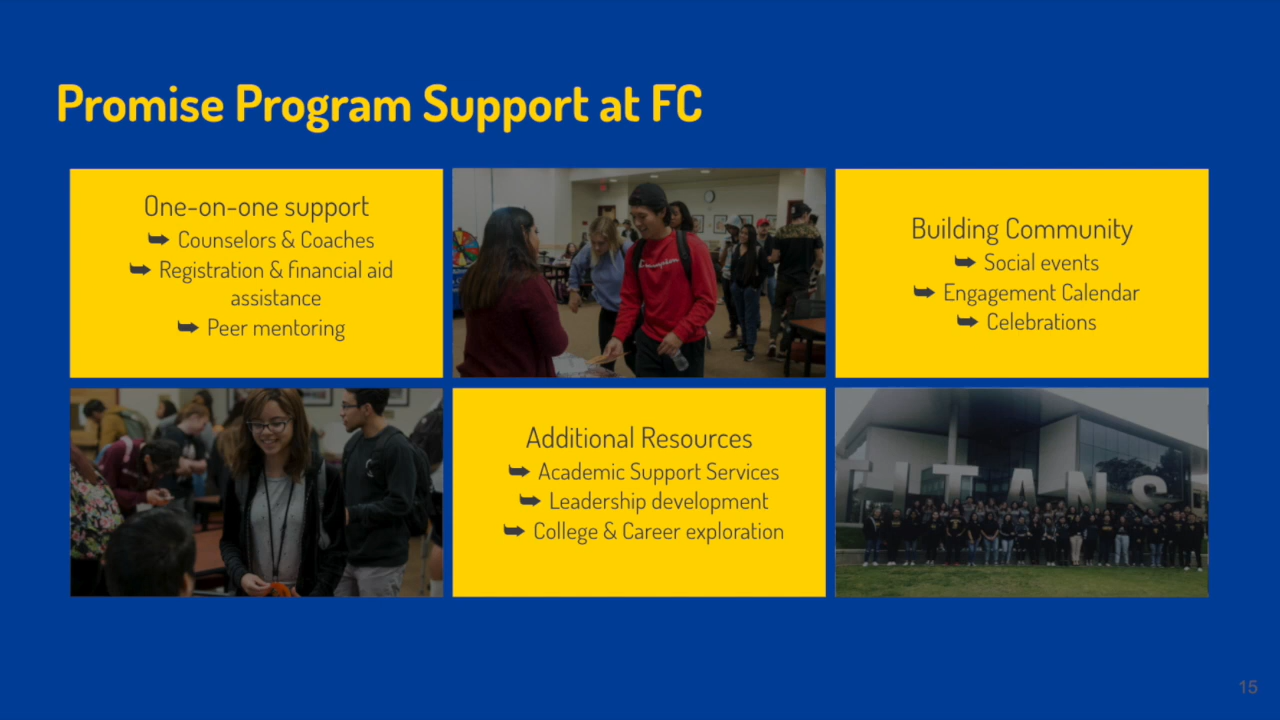 Promise Program Support at FC
One-on-one support
➥ Counselors & Coaches
➥ Registration & financial aid
assistance
➥ Peer mentoring
Champion
Building Community
➥ Social events
➥ Engagement Calendar
➥ Celebrations
Additional Resources
➥ Academic Support Services
➥ Leadership development
➥ College & Career exploration
TITANS
15